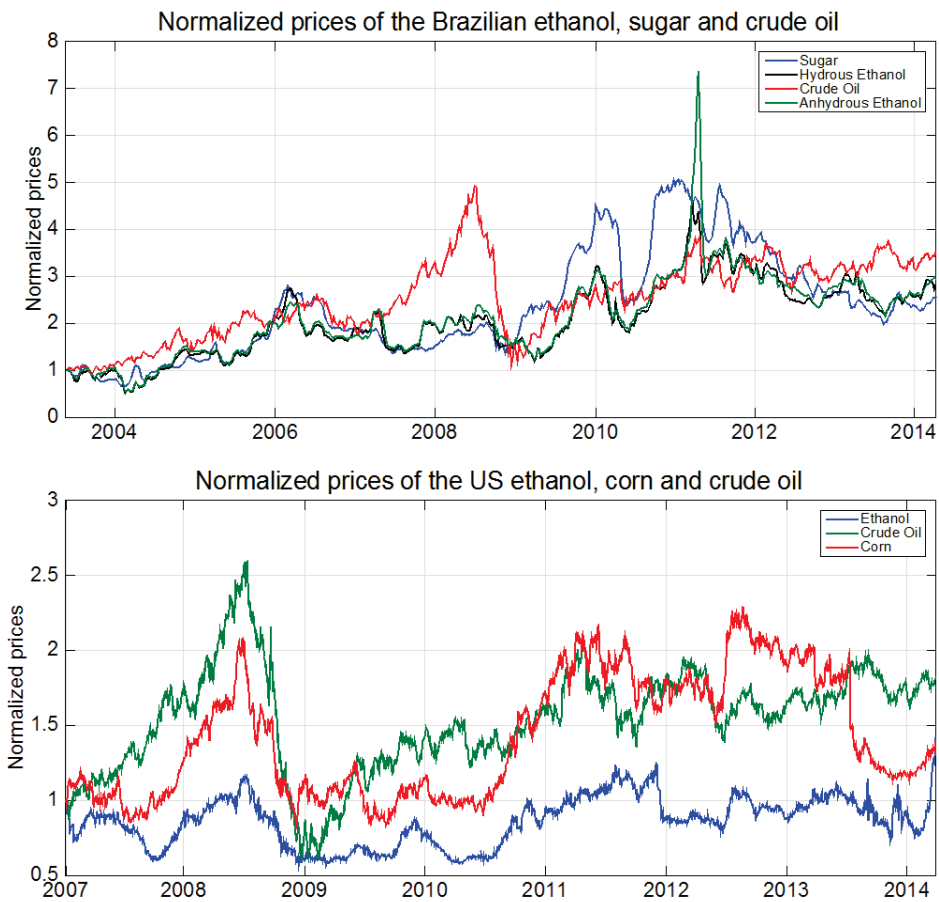 Normalized prices of the Brazilian ethanol, sugar and crude oil
8
7
6
5
4
3
2
1
0
Normalized prices
Sugar
Hydrous Ethanol
Crude Oil
Anhydrous Ethanol
2004 2006 2008 2010 2012 2014
Normalized prices of the US ethanol, corn and crude oil
3
2.5
2
1.5
1
0.5
Normalized prices
Ethanol
Crude Oil
Corn
2007 2008 2009 2010 2011 2012 2013 2014